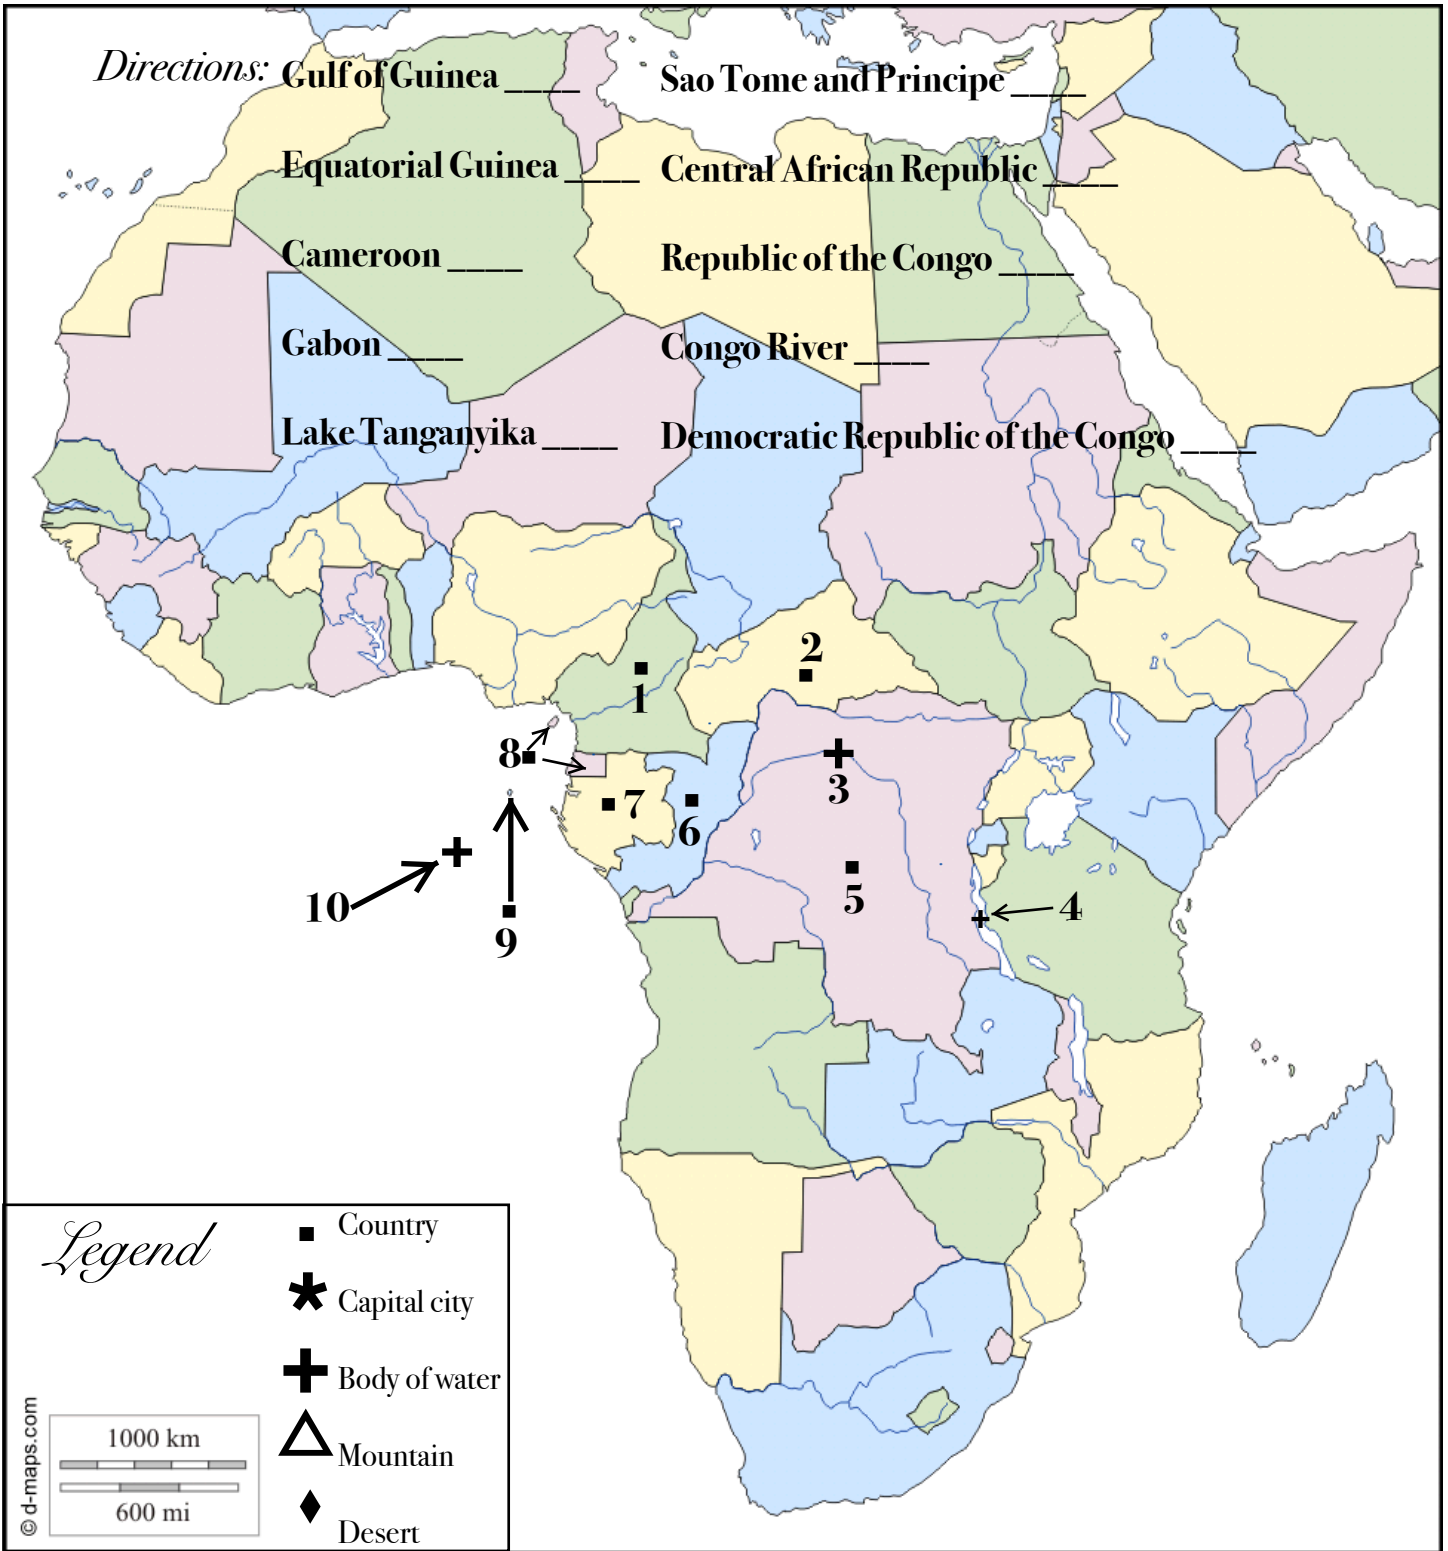 Directions: Gulf of Guinea ____ Sao Tome and Principe ____
Equatorial Guinea ____ Central African Republic ____
Cameroon ____ Republic of the Congo ____
Gabon ____ Congo River ____
Lake Tanganyika ____ Democratic Republic of the Congo ____
2
1
8
3
7
6
5
10
4
9
Legend
Country
Capital city
Body of water
Mountain
Desert
1000 km
600 mi
© d-maps.com